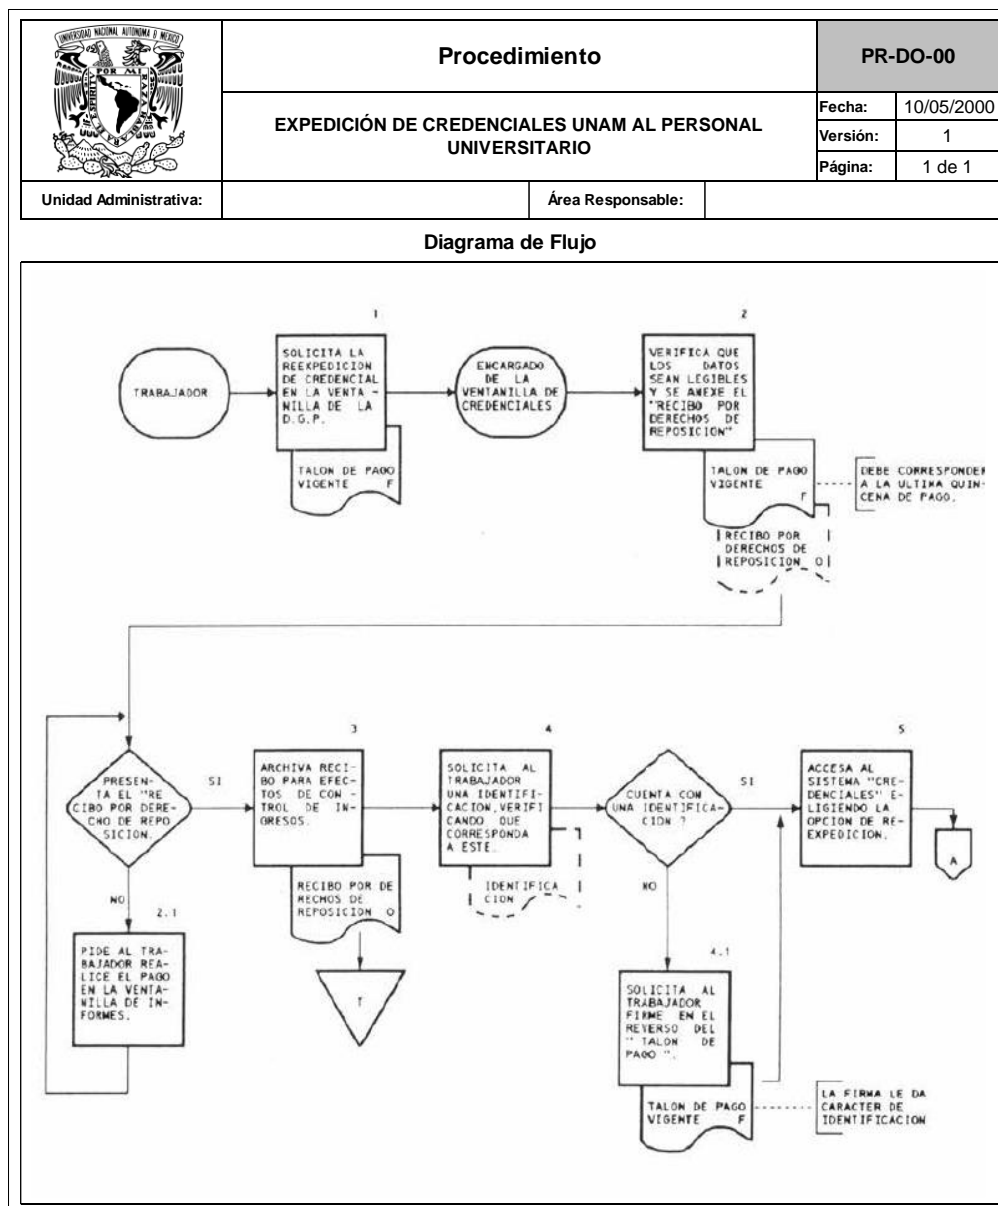 UNIVERSIDAD NACIONAL AUTONOMA D MEXICO
POR MI RAZA HABLARA EL ESPIRITU
Procedimiento
PR-DO-00
EXPEDICIÓN DE CREDENCIALES UNAM AL PERSONAL
UNIVERSITARIO
Fecha: 10/05/2000
Versión: 1
Página: 1 de 1
Unidad Administrativa:
Área Responsable:
Diagrama de Flujo
TRABAJADOR
1
SOLICITA LA
REEXPEDICION
DE CREDENCIAL
EN LA VENTA-
NILLA DE LA
D.G.P.
TALON DE PAGO
VIGENTE F
ENCARGADO
DE LA
VENTANILLA DE
CREDENCIALES
2
VERIFICA QUE
LOS DATOS
SEAN LEGIBLES
Y SE ANEXE EL
"RECIBO POR
DERECHOS DE
REPOSICION"
TALON DE PAGO
VIGENTE F
DEBE CORRESPONDER
A LA ULTIMA QUIN-
CENA DE PAGO.
RECIBO POR
DERECHOS DE
REPOSICION O
PRESEN-
TA EL "RE
CIBO POR DERE-
CHO DE REPO
SICION.
SI
NO
2.1
PIDE AL TRA-
BAJADOR REA-
LICE EL PAGO
EN LA VENTA-
NILLA DE IN-
FORMES.
3
ARCHIVA RECI-
BO PARA EFEC-
TOS DE CON-
TROL DE IN-
GRESOS.
RECIBO POR DE
RECHOS DE
REPOSICION O
T
4
SOLICITA AL
TRABAJADOR
UNA IDENTIFI-
CACION,VERIFI
CANDO QUE
CORRESPONDA
A ESTE.
IDENTIFICA
CION
CUENTA CON
UNA IDENTIFICA-
CION ?
SI
NO
4.1
SOLICITA AL
TRABAJADOR
FIRME EN EL
REVERSO DEL
" TALON DE
PAGO ".
TALON DE PAGO
VIGENTE F
LA FIRMA LE DA
CARACTER DE
IDENTIFICACION
5
ACCESA AL
SISTEMA "CRE-
DENCIALES" E-
LIGIENDO LA
OPCION DE RE-
EXPEDICION.
A